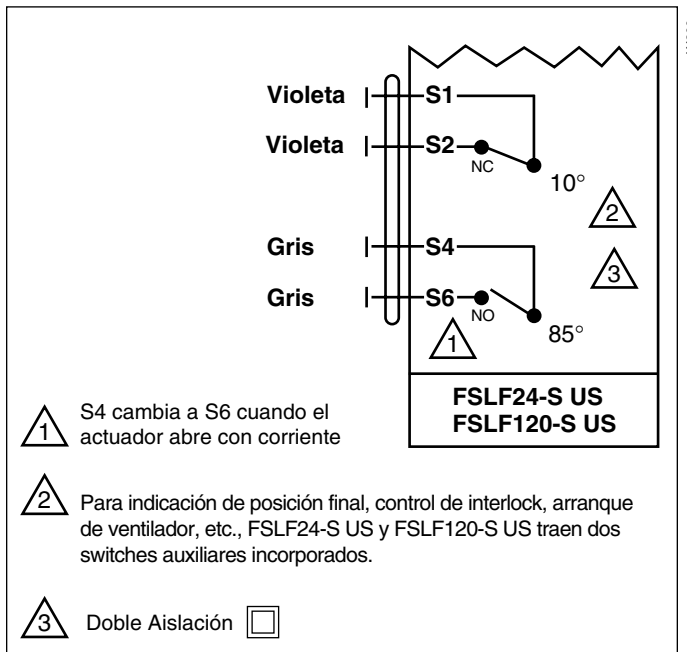 Violeta S1
Violeta S2
NC
10°
2
Gris S4
3
Gris S6
NO
85°
1
FSLF24-S US
FSLF120-S US
1 S4 cambia a S6 cuando el
actuador abre con corriente
2 Para indicación de posición final, control de interlock, arranque
de ventilador, etc., FSLF24-S US y FSLF120-S US traen dos
switches auxiliares incorporados.
3 Doble Aislación